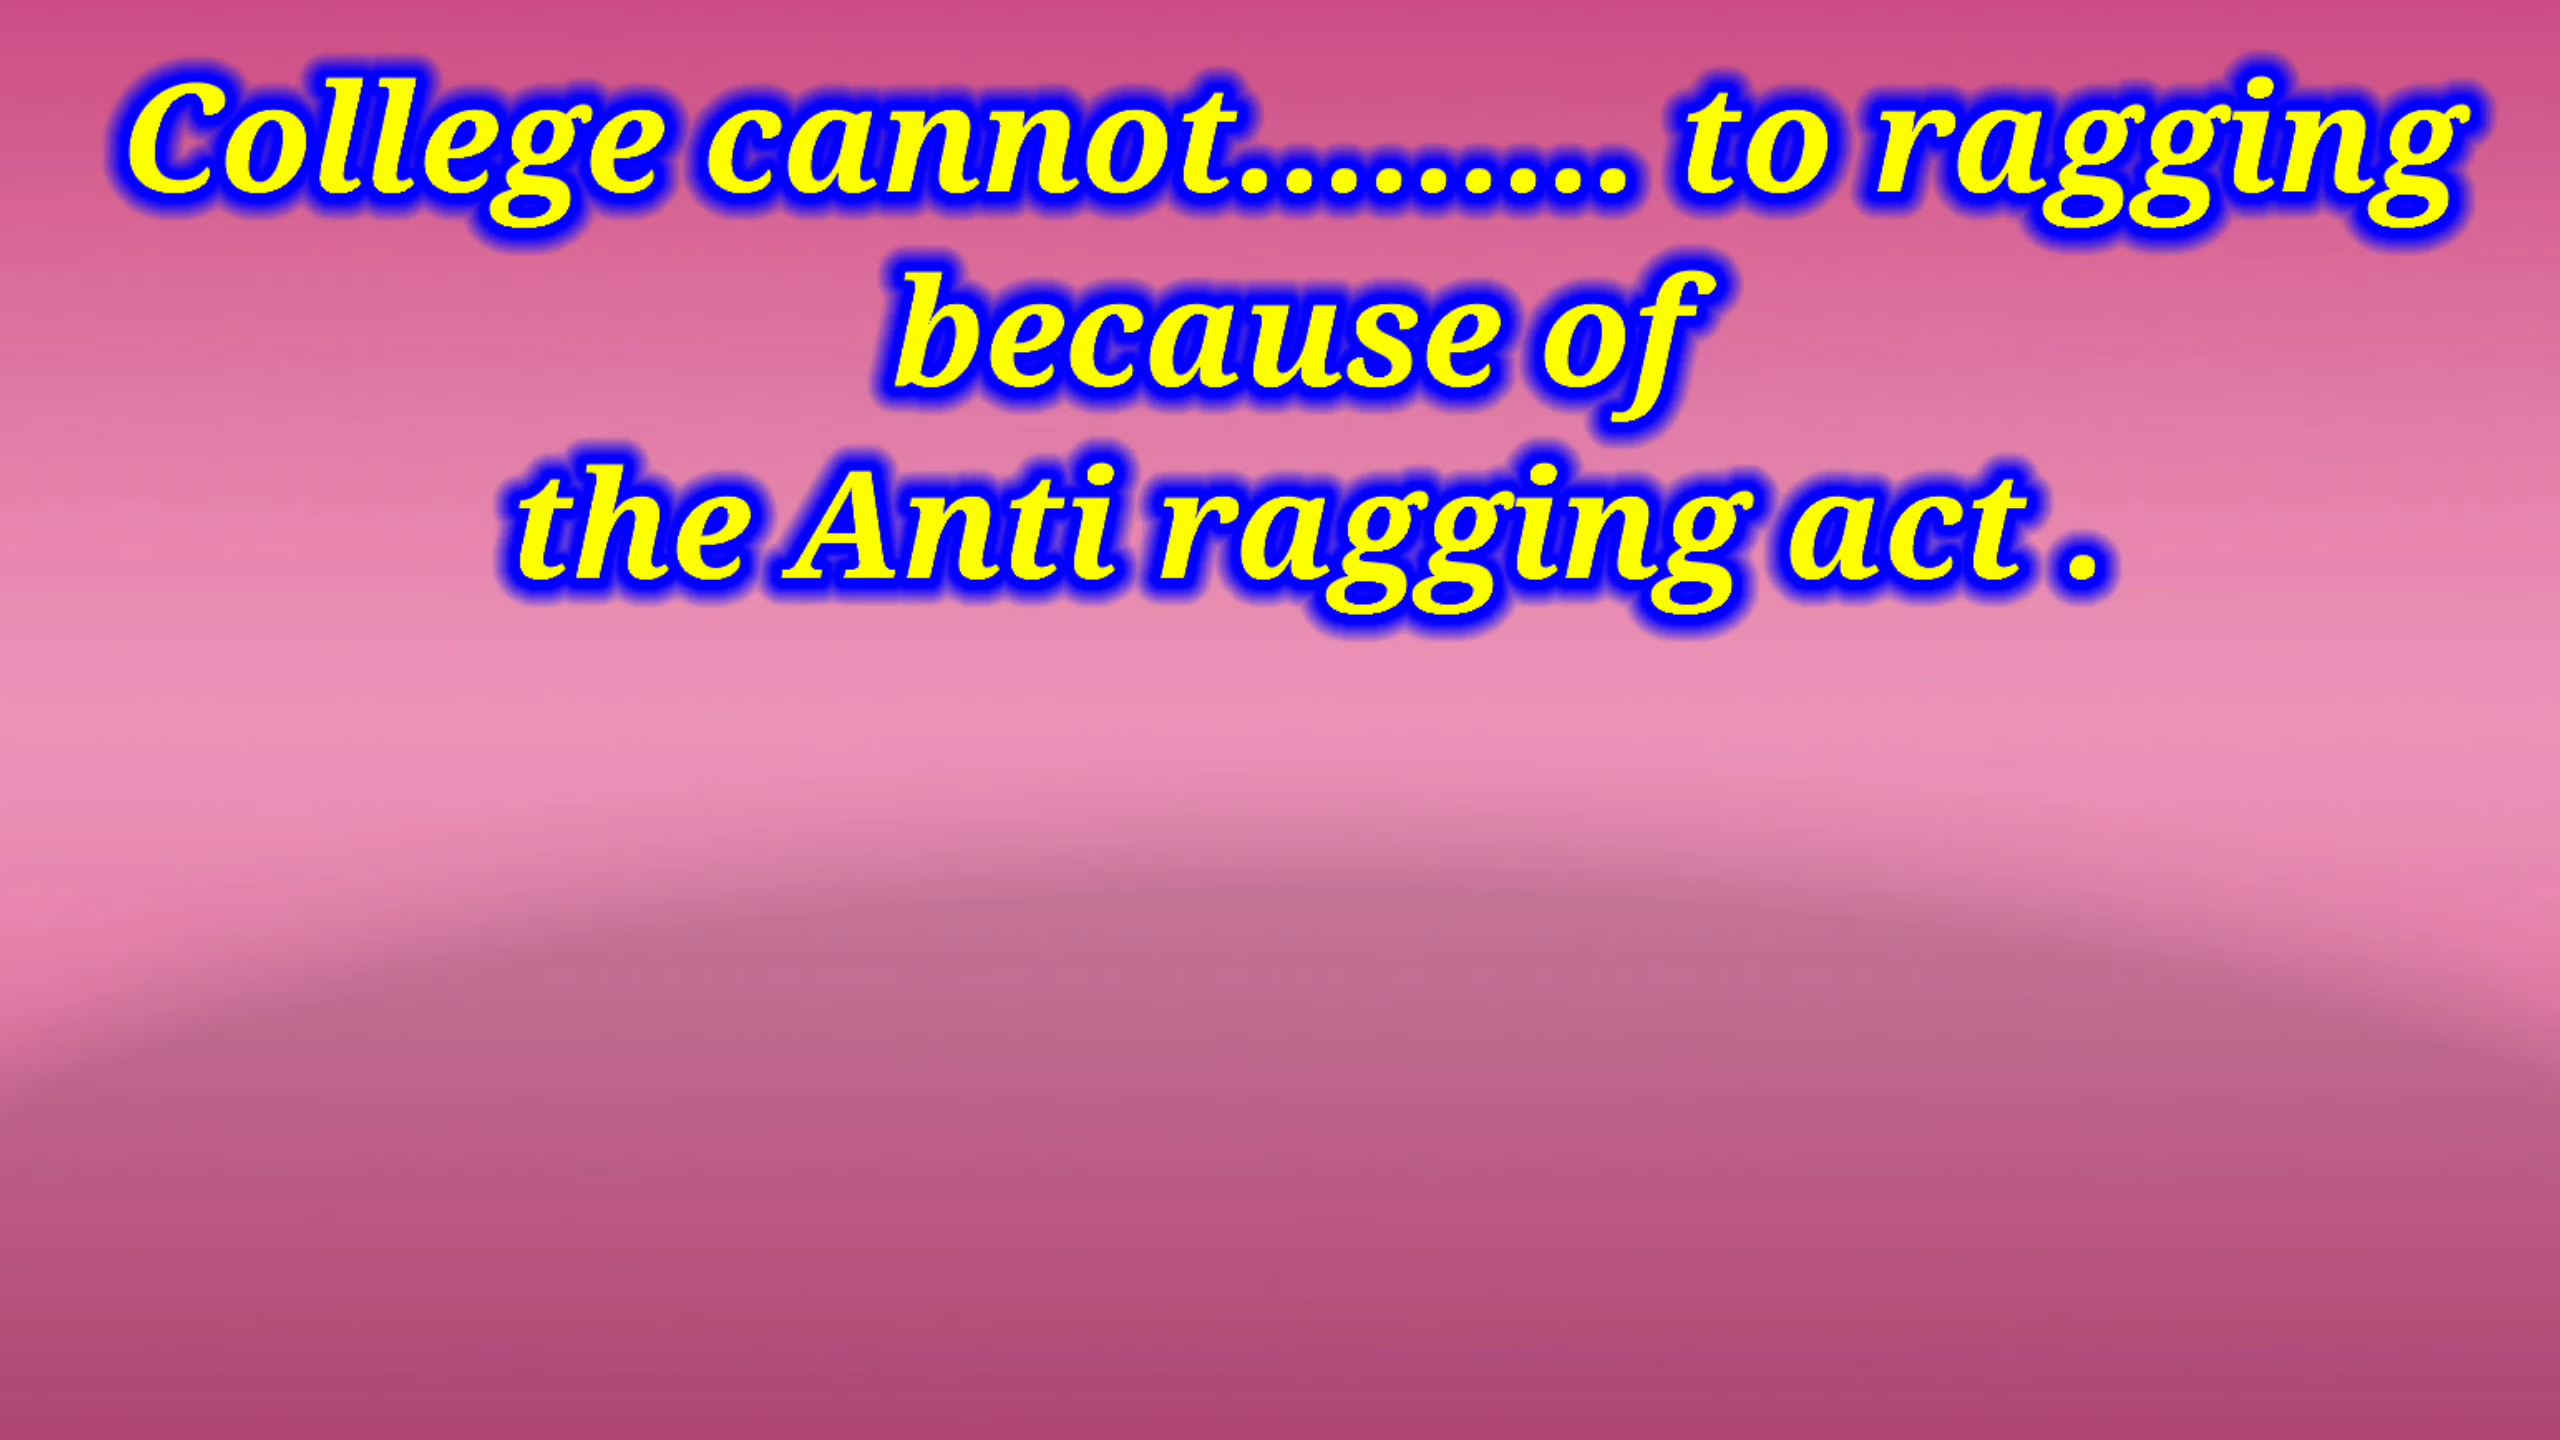 College cannot......... to ragging
because of
the Anti ragging act .